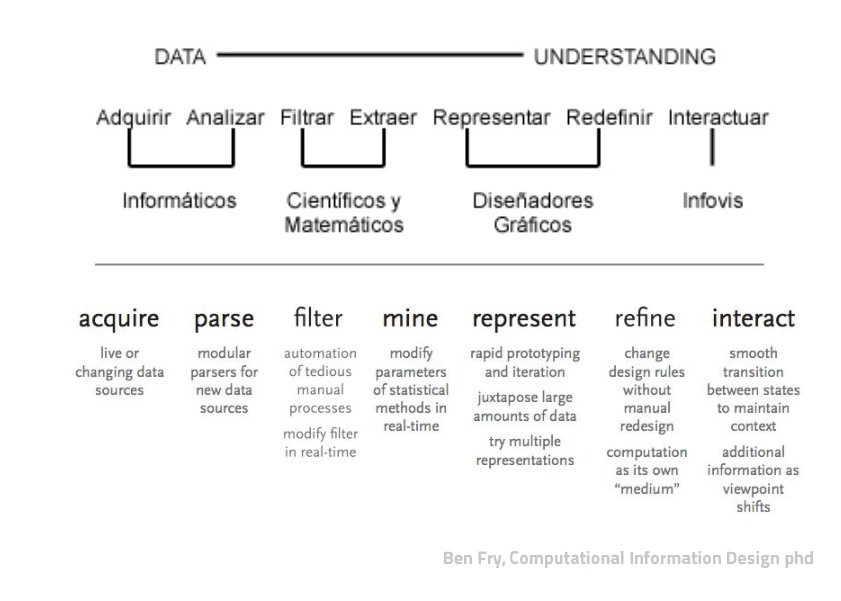 DATA UNDERSTANDING
Adquirir Analizar Filtrar Extraer Representar Redefinir Interactuar
Informáticos
Científicos y
Matemáticos
Diseñadores
Gráficos
Infovis
acquire
live or
changing data
sources
parse
modular
parsers for
new data
sources
filter
automation
of tedious
manual
processes
modify filter
in real-time
mine
modify
parameters
of statistical
methods in
real-time
represent
rapid prototyping
and iteration
juxtapose large
amounts of data
try multiple
representations
refine
change
design rules
without
manual
redesign
computation
as its own
“medium”
interact
smooth
transition
between states
to maintain
context
additional
information as
viewpoint
shifts
Ben Fry, Computational Information Design phd